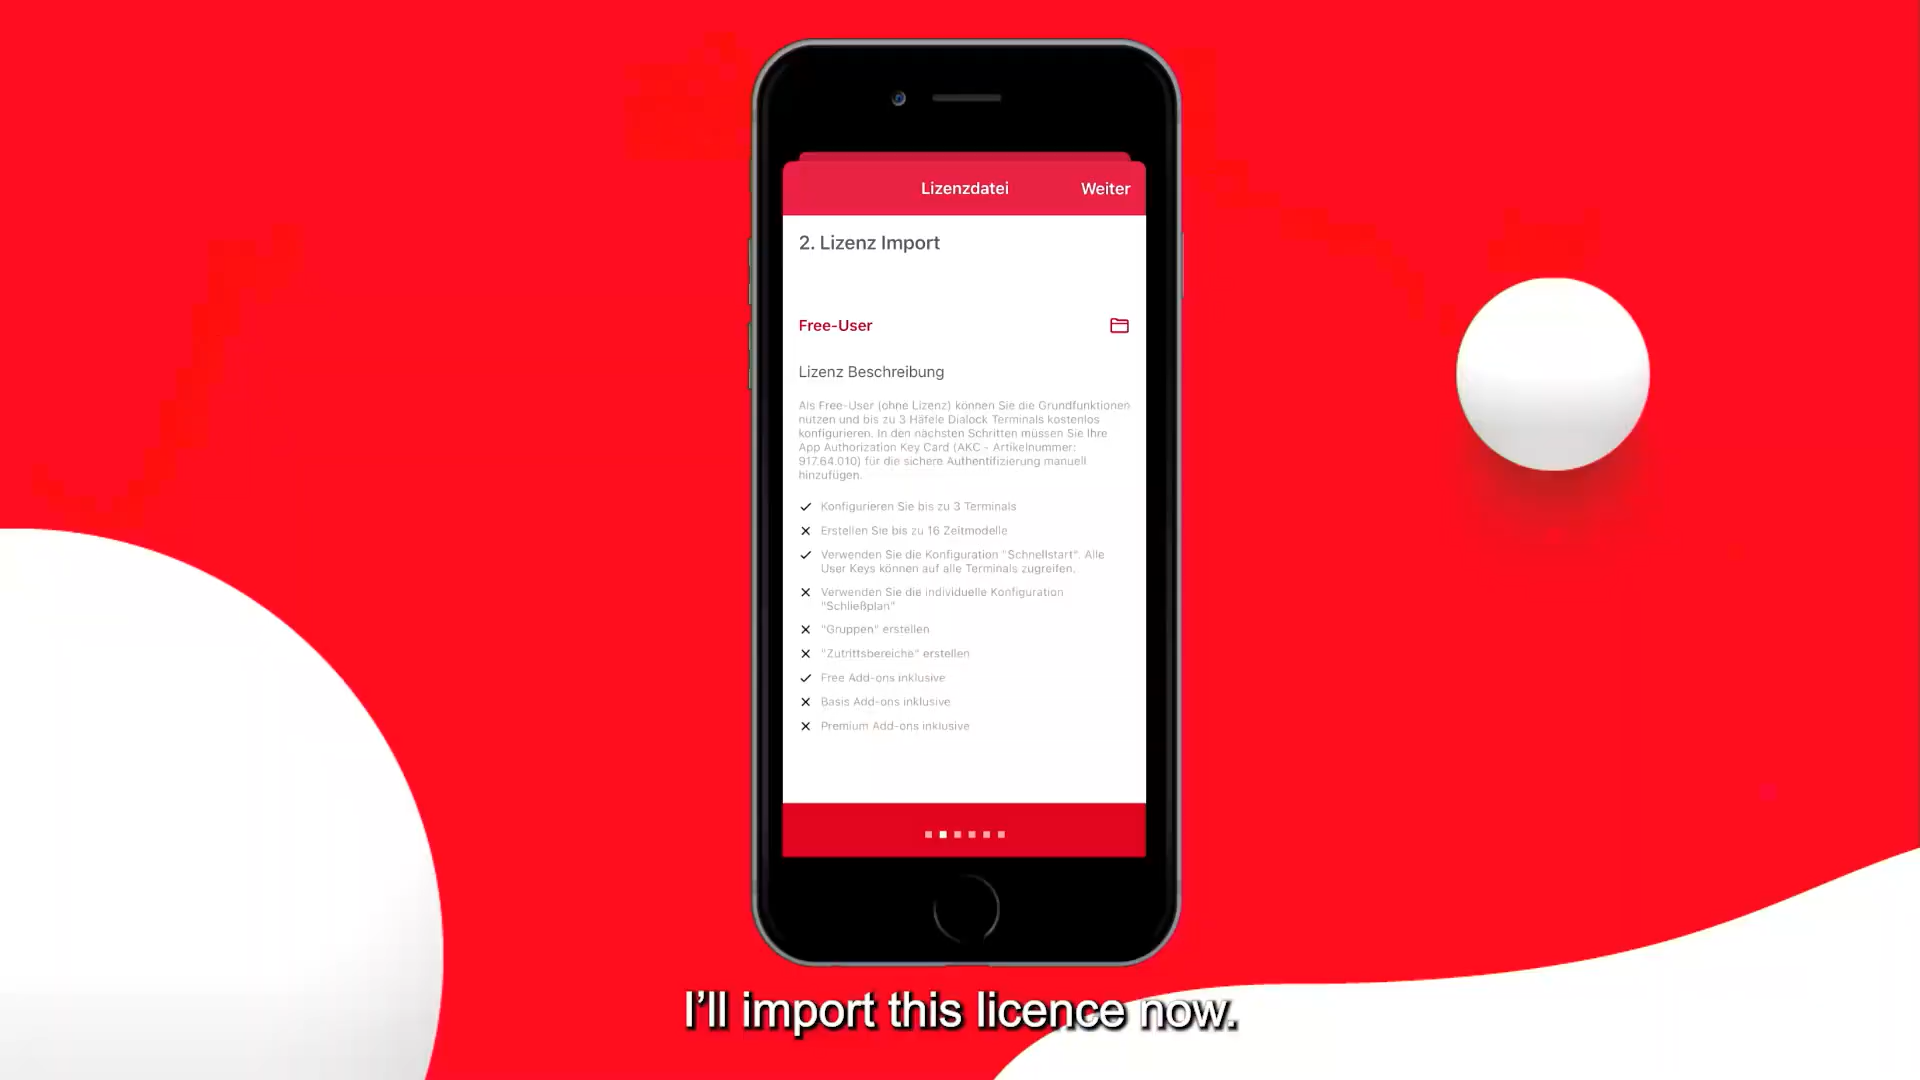 Lizenzdatei
Weiter
2. Lizenz Import
Free-User
Lizenz Beschreibung
Als Free-User (ohne Lizenz) können Sie die Grundfunktionen
nutzen und bis zu 3 Häfele Dialock Terminals kostenlos
konfigurieren. In den nächsten Schritten müssen Sie Ihre
App Authorization Key Card (AKC - Artikelnummer:
917.64.010) für die sichere Authentifizierung manuell
hinzufügen.
Konfigurieren Sie bis zu 3 Terminals
Erstellen Sie bis zu 16 Zeitmodelle
Verwenden Sie die Konfiguration "Schnellstart". Alle
User Keys können auf alle Terminals zugreifen.
Verwenden Sie die individuelle Konfiguration
"Schließplan"
"Gruppen" erstellen
"Zutrittsbereiche" erstellen
Free Add-ons inklusive
Basis Add-ons inklusive
Premium Add-ons inklusive
I'll import this licence now.